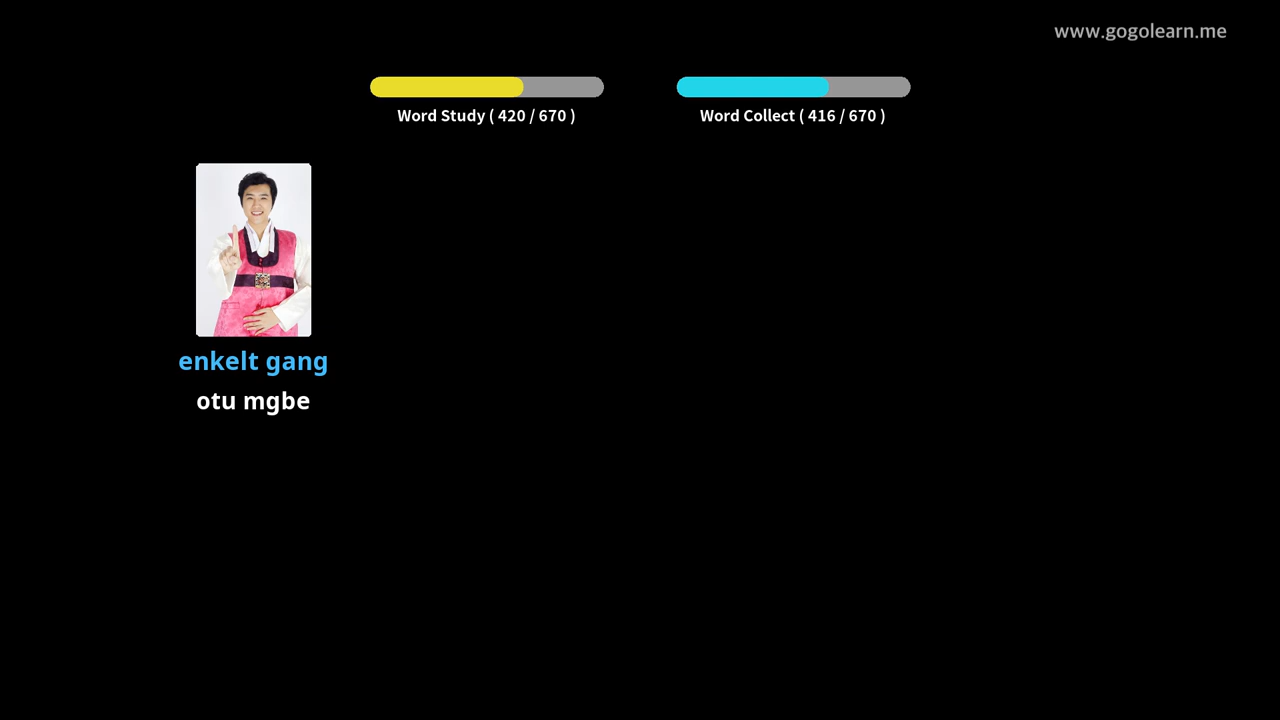 www.gogolearn.me
Word Study ( 420 / 670 )
Word Collect ( 416 / 670 )
enkelt gang
otu mgbe